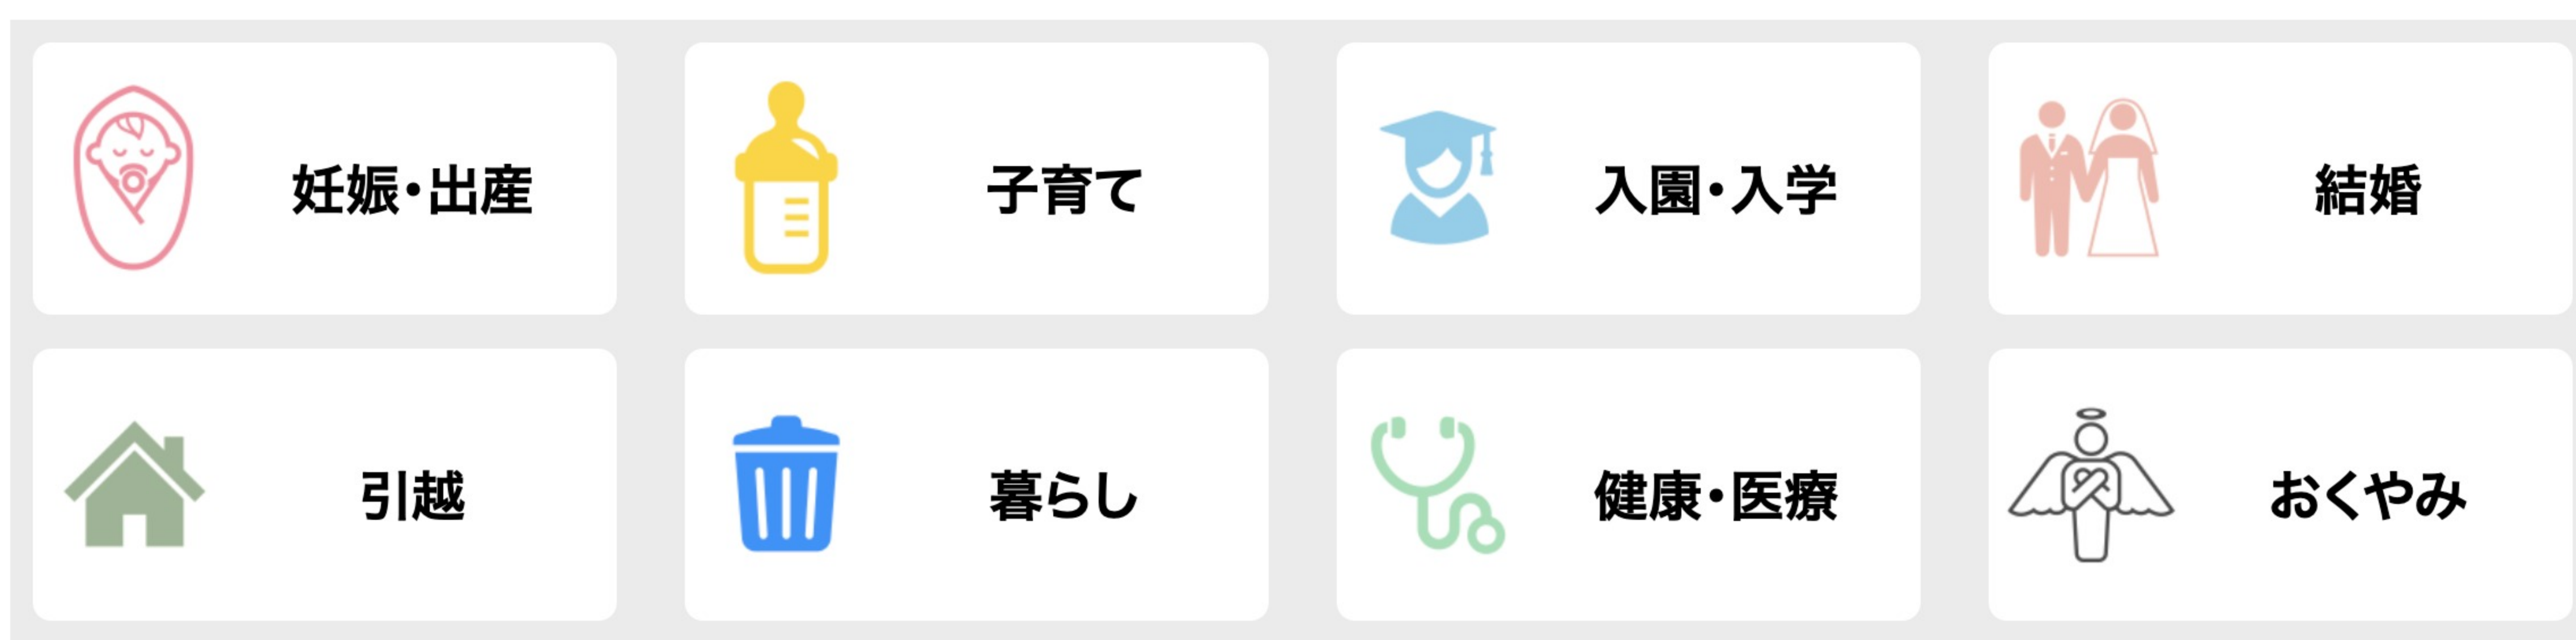 妊娠・出産
子育て
入園・入学
結婚
引越
暮らし
健康・医療
おくやみ